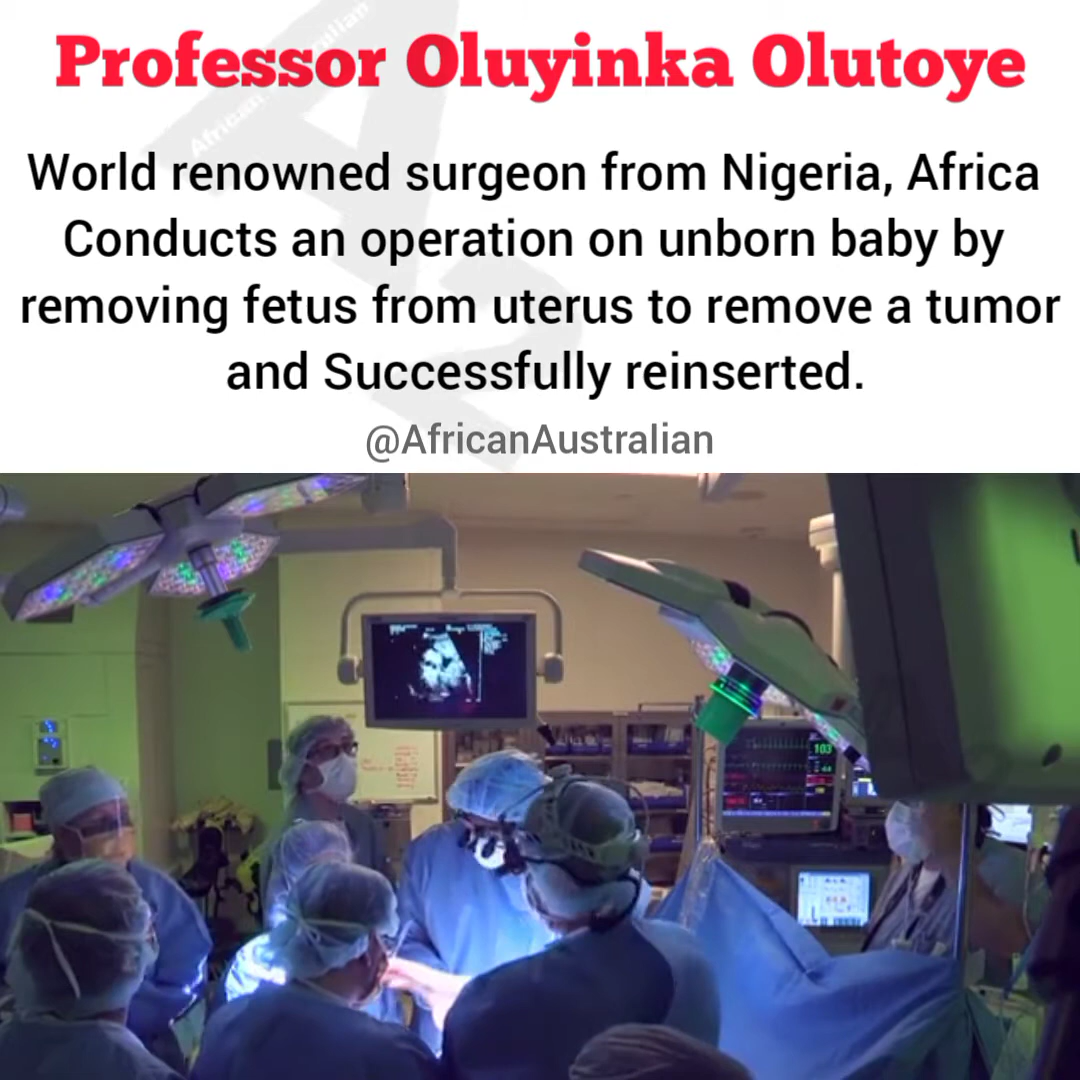 Professor Oluyinka Olutoye
World renowned surgeon from Nigeria, Africa
Conducts an operation on unborn baby by
removing fetus from uterus to remove a tumor
and Successfully reinserted.
@AfricanAustralian
103